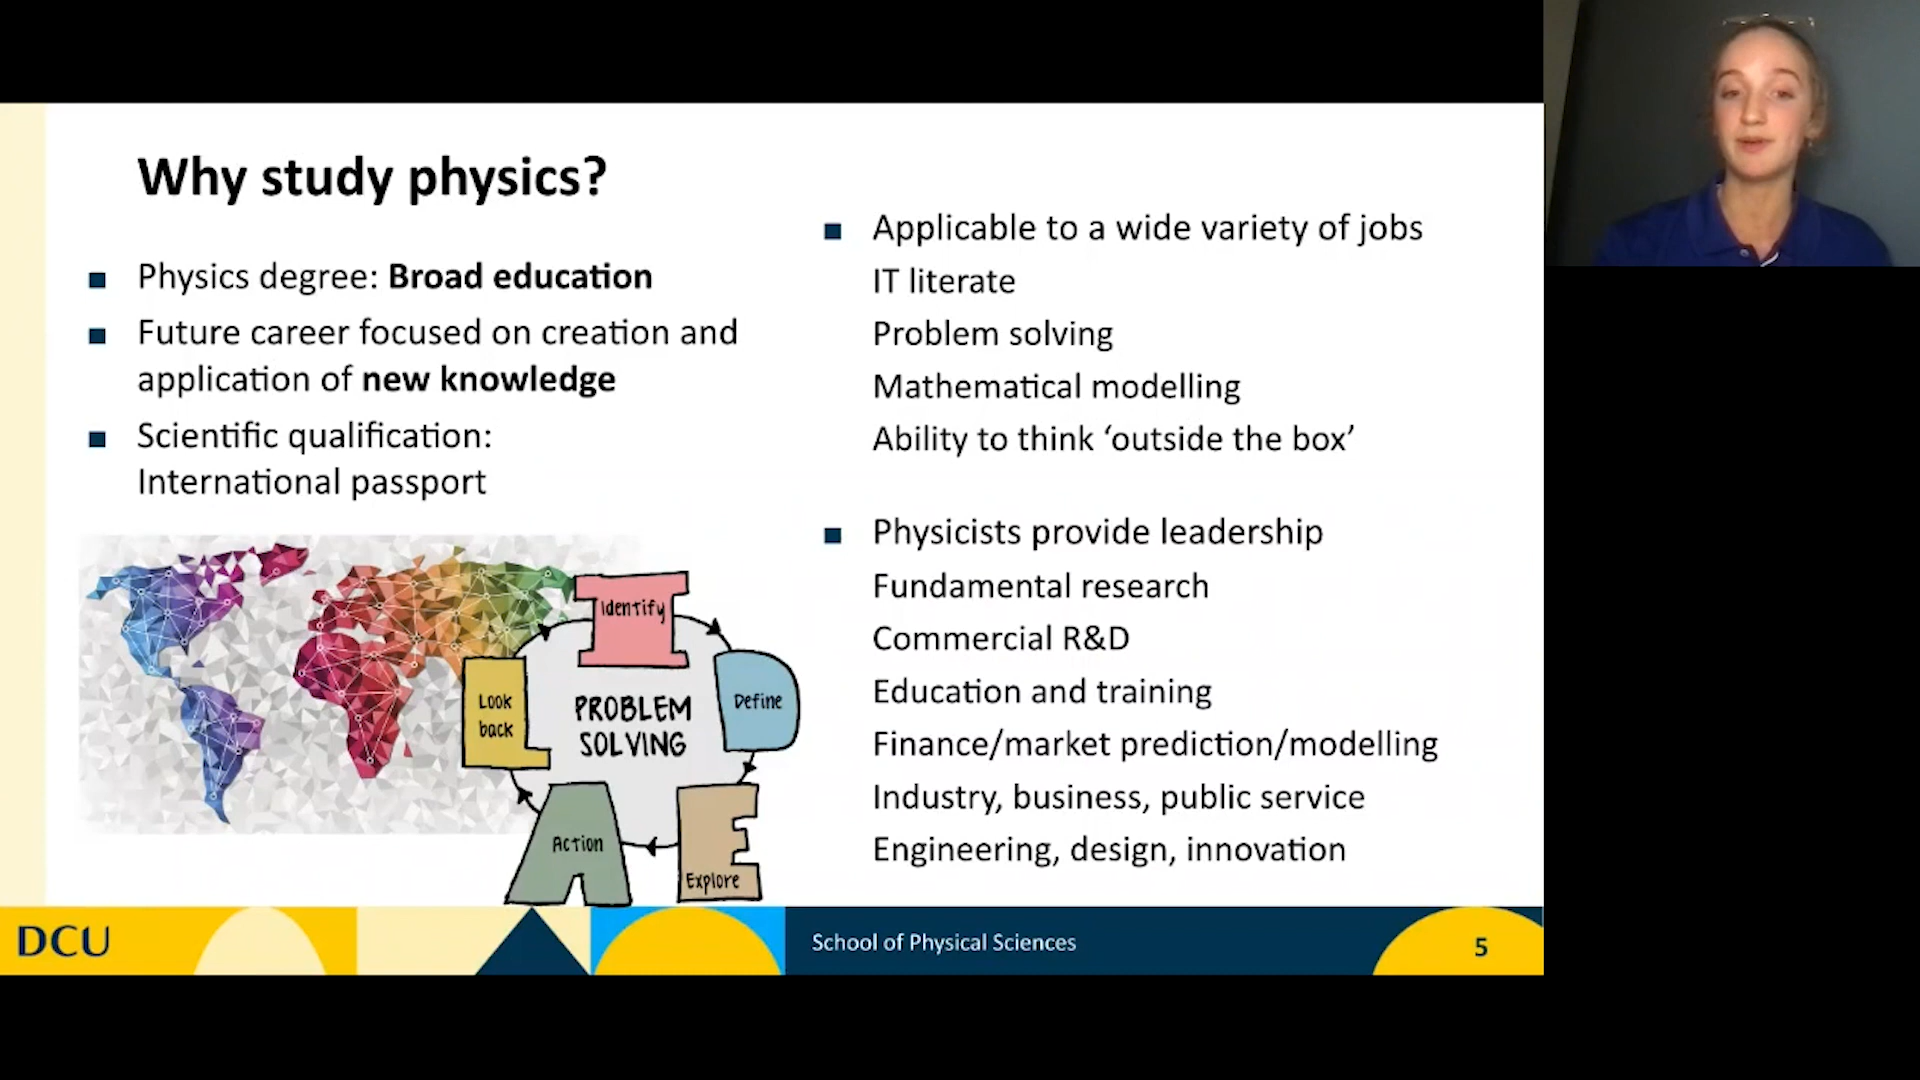 Why study physics?
Physics degree: Broad education
Future career focused on creation and
application of new knowledge
Scientific qualification:
International passport
Identify
Define
Explore
Action
Look
back
PROBLEM
SOLVING
Applicable to a wide variety of jobs
IT literate
Problem solving
Mathematical modelling
Ability to think ‘outside the box’
Physicists provide leadership
Fundamental research
Commercial R&D
Education and training
Finance/market prediction/modelling
Industry, business, public service
Engineering, design, innovation
DCU
School of Physical Sciences
5